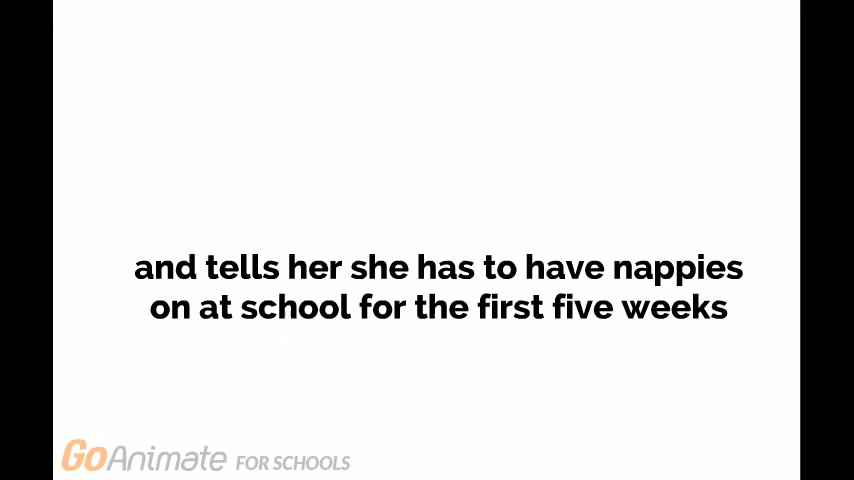 and tells her she has to have nappies
on at school for the first five weeks
GoAnimate FOR SCHOOLS